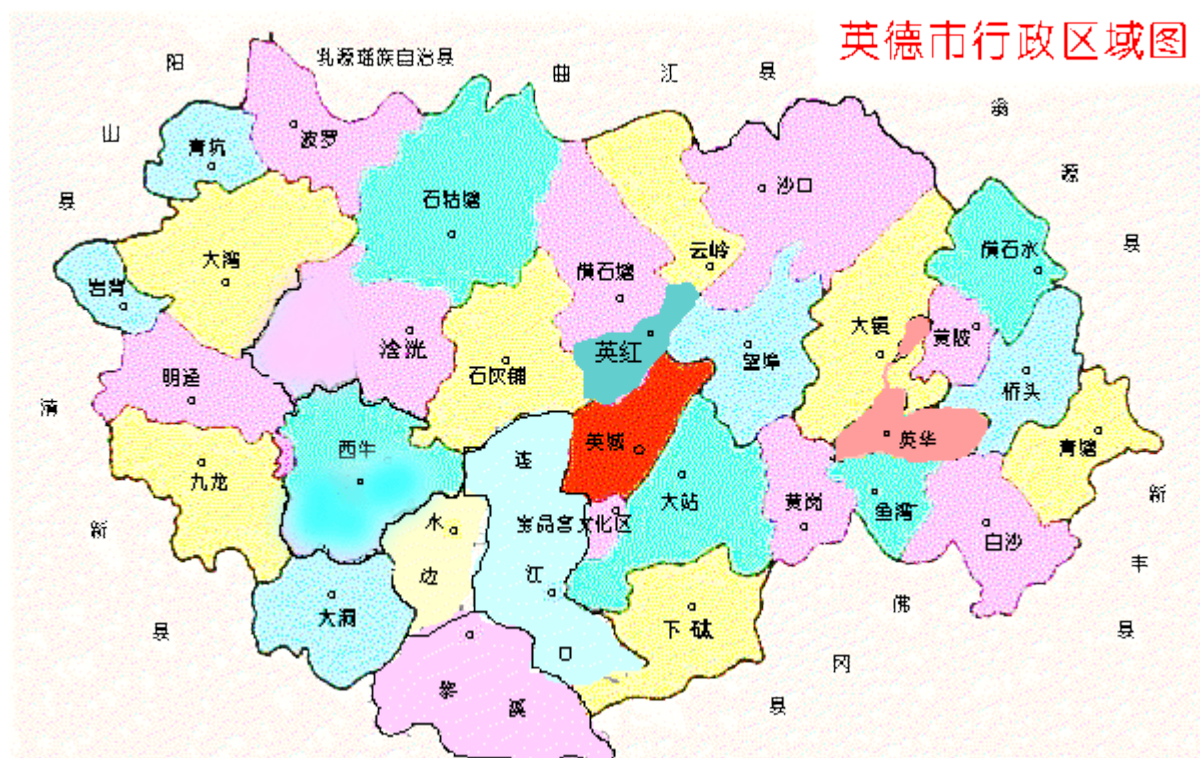 英德市行政区域图
乳源瑶族自治县
曲江县
阳山县
翁源县
青坑
波罗
石牯塘
沙口
大湾
云岭
横石塘
横石水
岩背
浛洸
英红
望埠
大镇
黄陂
石灰铺
明迳
桥头
清新县
西牛
连江口
英城
英华
青塘
九龙
大站
黄岗
鱼湾
新丰县
水边
宝晶宫文化区
白沙
大洞
下砿
佛冈县
黎溪